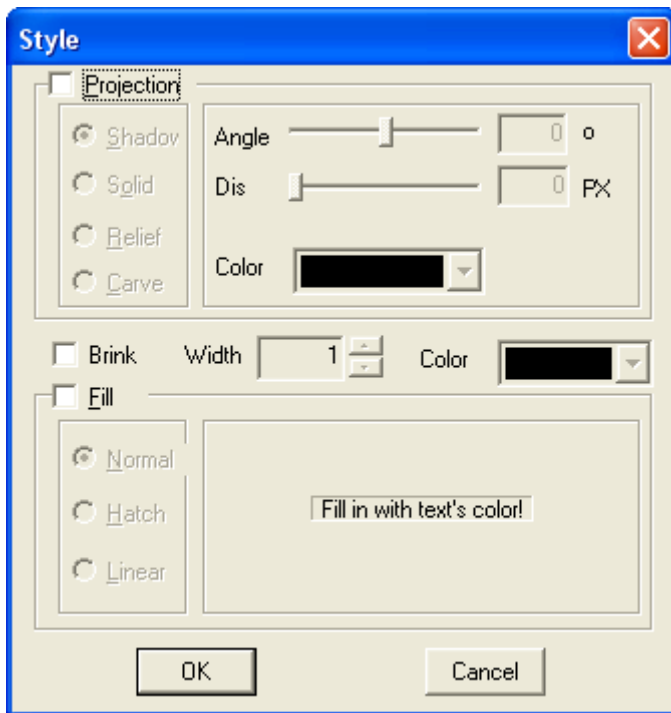 Style
Projection
Shadov
Angle 0 o
Solid
Dis 0 PX
Relief
Color
Carve
Brink Width 1 Color
Fill
Normal
Hatch
Fill in with text's color!
Linear
OK Cancel